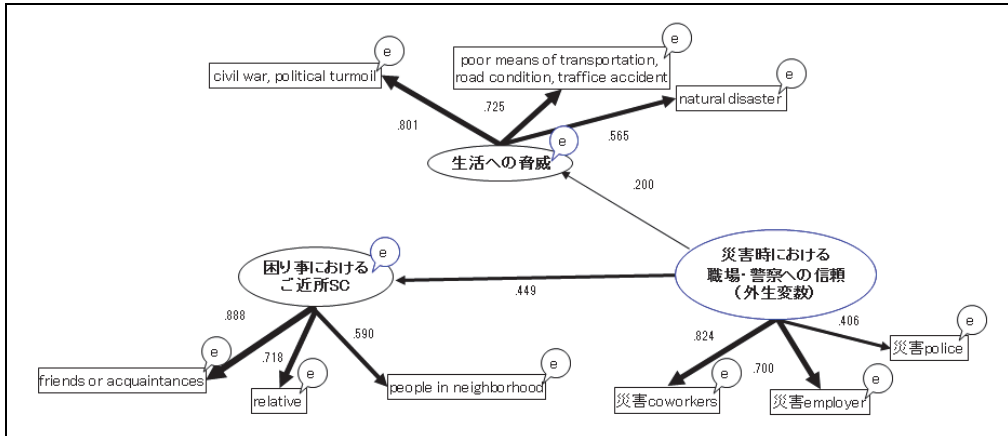 e
e
poor means of transportation,
road condition, traffice accident
e
civil war, political turmoil
natural disaster
.725
.801
.565
e
生活への脅威
.200
困り事における
ご近所SC
e
災害時における
職場・警察への信頼
(外生変数)
.449
.888
.718
.590
.824
.700
.406
e
災害police
e
friends or acquaintances
e
relative
e
people in neighborhood
e
災害coworkers
e
災害employer